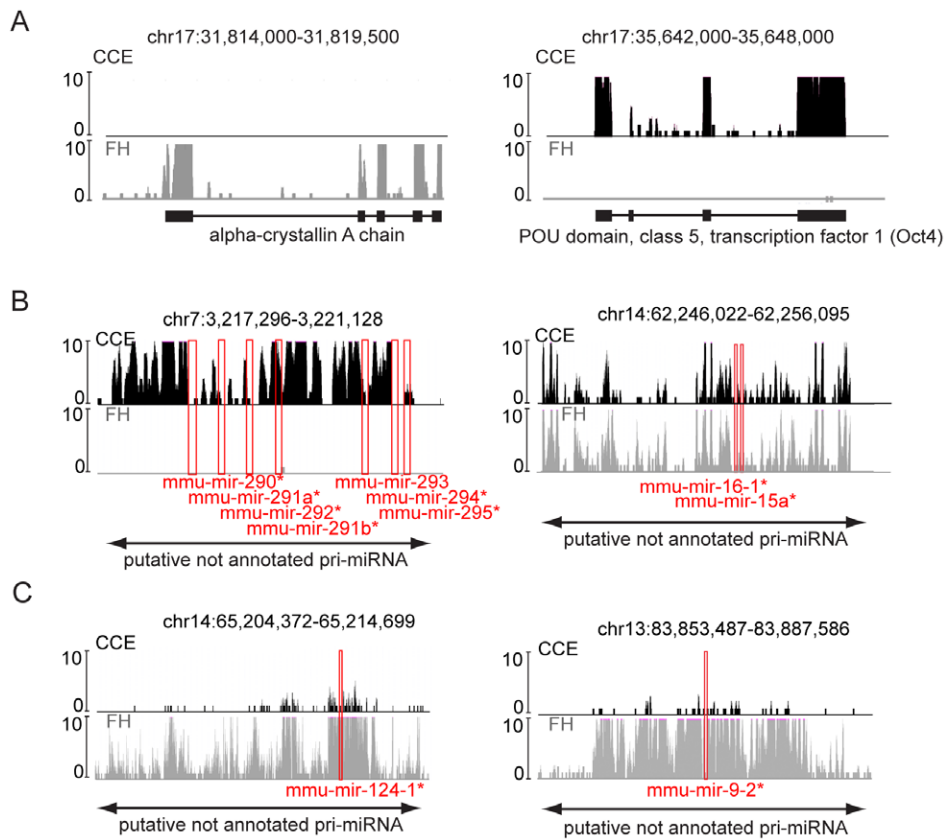 A
chr17:31,814,000-31,819,500
CCE
10
0
FH
10
0
alpha-crystallin A chain
chr17:35,642,000-35,648,000
CCE
10
0
FH
10
0
POU domain, class 5, transcription factor 1 (Oct4)
B
chr7:3,217,296-3,221,128
CCE
10
0
FH
10
0
mmu-mir-290*
mmu-mir-291a*
mmu-mir-292*
mmu-mir-291b*
mmu-mir-293
mmu-mir-294*
mmu-mir-295*
putative not annotated pri-miRNA
chr14:62,246,022-62,256,095
CCE
10
0
FH
10
0
mmu-mir-16-1*
mmu-mir-15a*
putative not annotated pri-miRNA
C
chr14:65,204,372-65,214,699
CCE
10
0
FH
10
0
mmu-mir-124-1*
putative not annotated pri-miRNA
chr13:83,853,487-83,887,586
CCE
10
0
FH
10
0
mmu-mir-9-2*
putative not annotated pri-miRNA